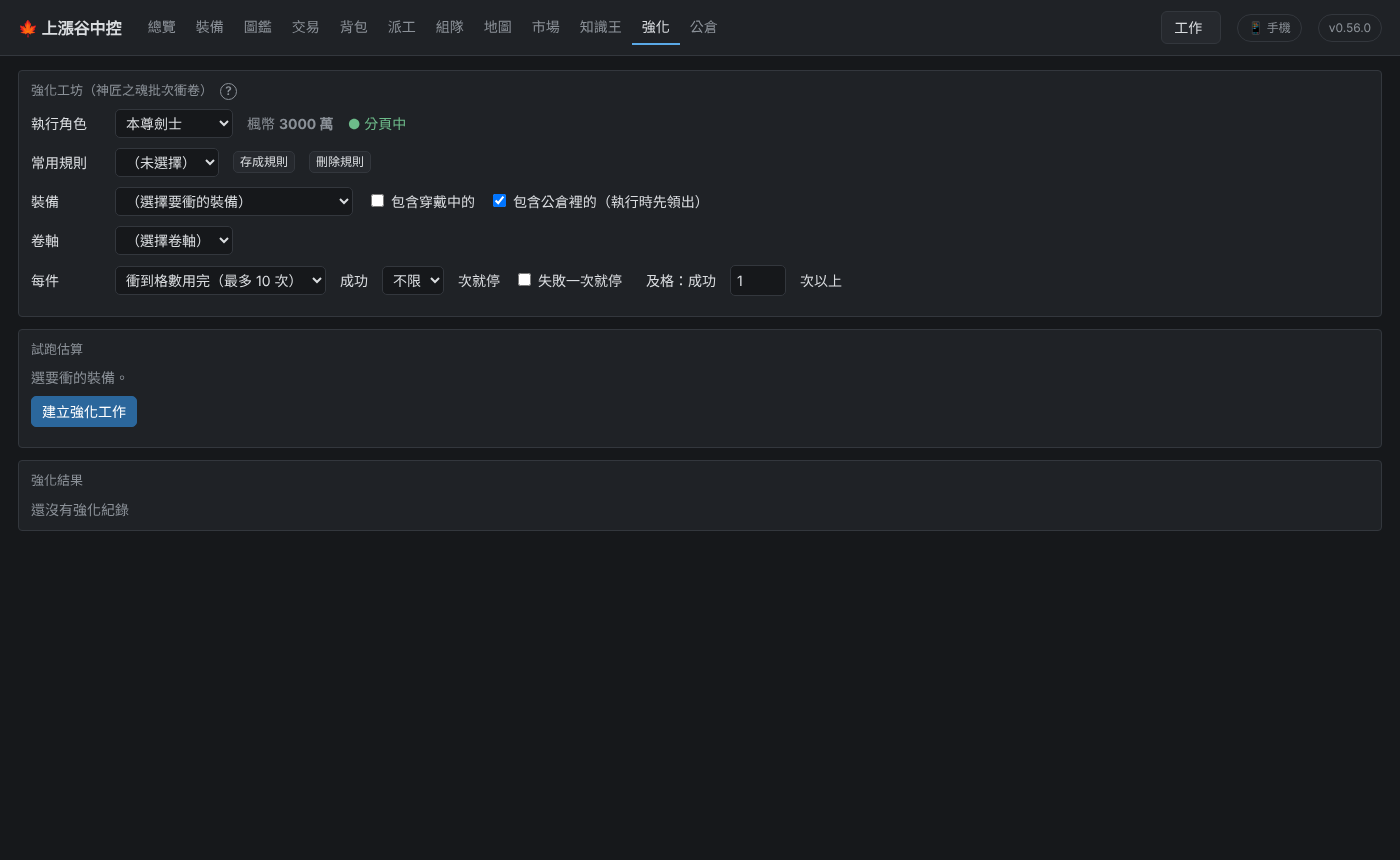 🍁 上漲谷中控 總覽 裝備 圖鑑 交易 背包 派工 組隊 地圖 市場 知識王 強化 公倉 工作 📱 手機 v0.56.0
強化工坊（神匠之魂批次衝卷） ?
執行角色 本尊劍士 楓幣 3000 萬 ● 分頁中
常用規則 （未選擇） 存成規則 刪除規則
裝備 （選擇要衝的裝備） 包含穿戴中的 包含公倉裡的（執行時先領出）
卷軸 （選擇卷軸）
每件 衝到格數用完（最多 10 次） 成功 不限 次就停 失敗一次就停 及格：成功 1 次以上
試跑估算
選要衝的裝備。
建立強化工作
強化結果
還沒有強化紀錄